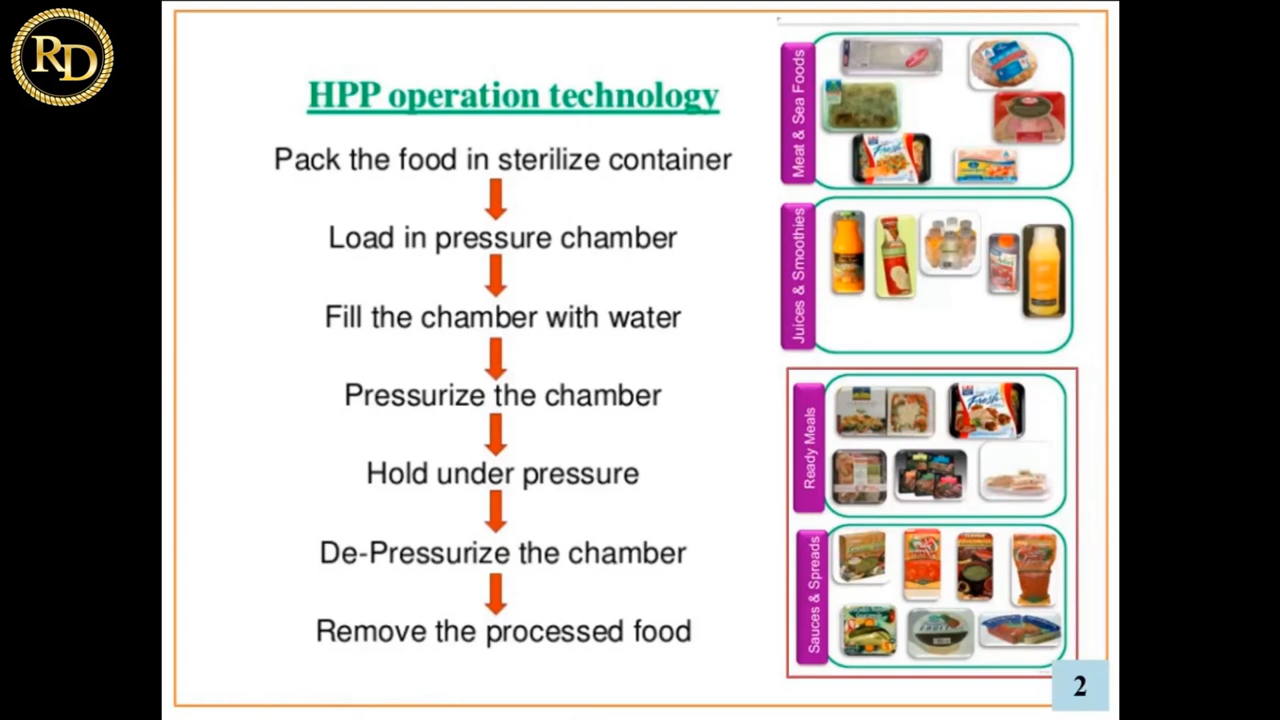 RD
HPP operation technology
Pack the food in sterilize container
Load in pressure chamber
Fill the chamber with water
Pressurize the chamber
Hold under pressure
De-Pressurize the chamber
Remove the processed food
Meat & Sea Foods
Fresh
Juices & Smoothies
Ready Meals
Fresh
Sauces & Spreads
2